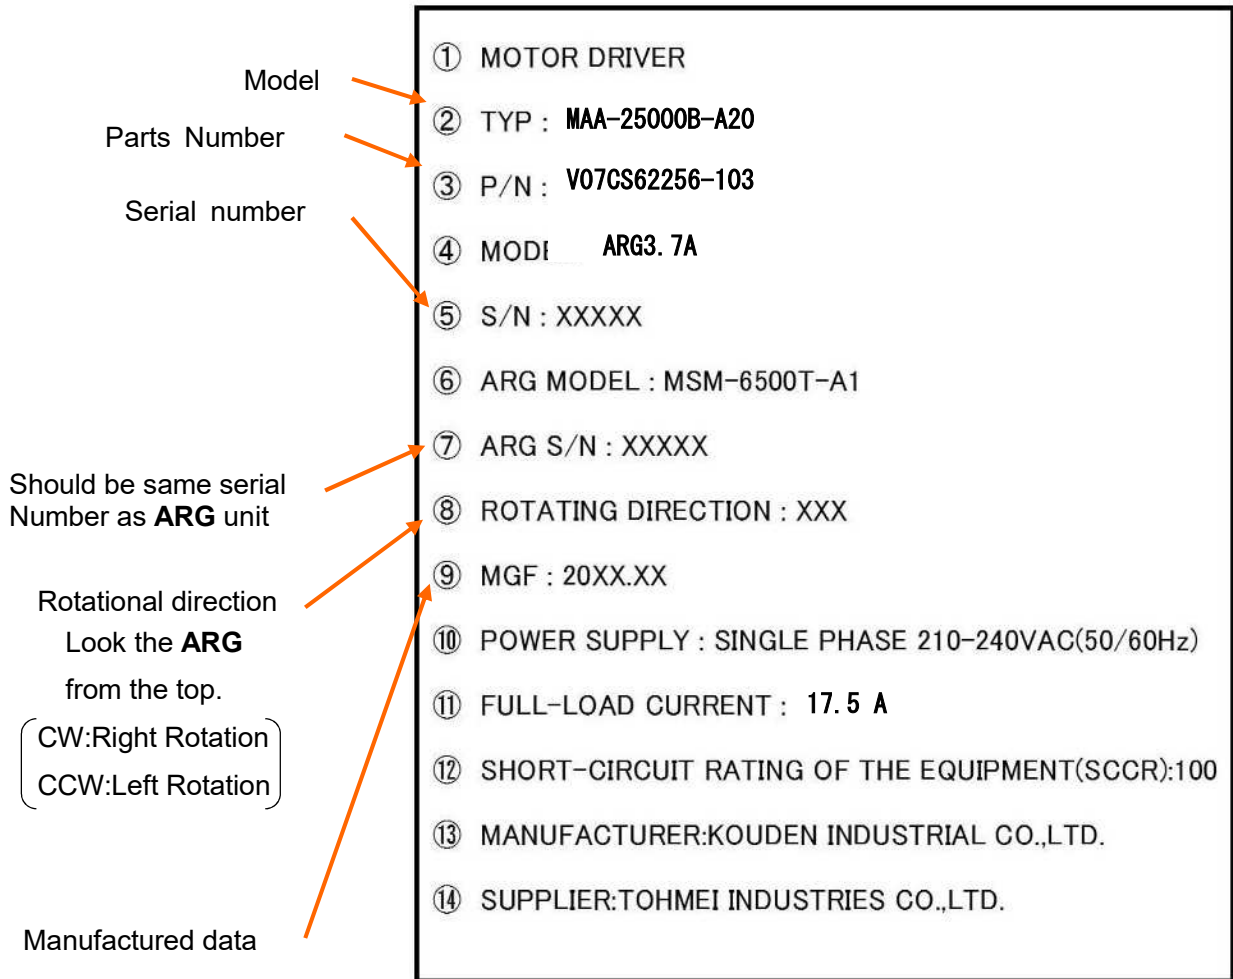 Model
Parts Number
Serial number
Should be same serial
Number as ARG unit
Rotational direction
Look the ARG
from the top.
CW:Right Rotation
CCW:Left Rotation
Manufactured data
① MOTOR DRIVER
② TYP : MAA-25000B-A20
③ P/N : V07CS62256-103
④ ARG3.7A
⑤ S/N : XXXXX
⑥ ARG MODEL : MSM-6500T-A1
⑦ ARG S/N : XXXXX
⑧ ROTATING DIRECTION : XXX
⑨ MGF : 20XX.XX
⑩ POWER SUPPLY : SINGLE PHASE 210-240VAC(50/60Hz)
⑪ FULL-LOAD CURRENT : 17.5 A
⑫ SHORT-CIRCUIT RATING OF THE EQUIPMENT(SCCR):100
⑬ MANUFACTURER:KOUDEN INDUSTRIAL CO.,LTD.
⑭ SUPPLIER:TOHMEI INDUSTRIES CO.,LTD.